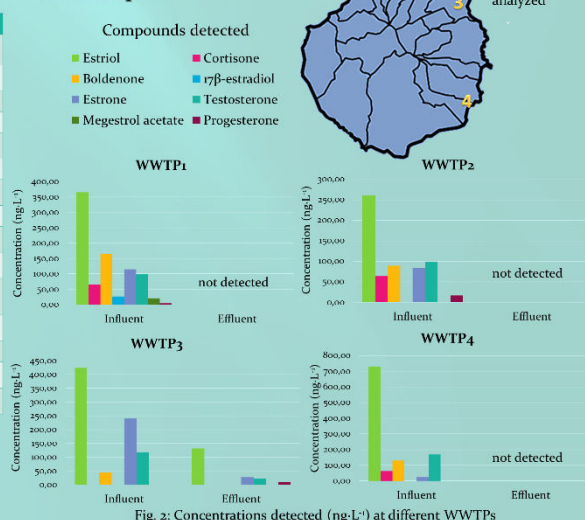 analyzed
3
4
Compounds detected
Estriol
Cortisone
Boldenone
17β-estradiol
Estrone
Testosterone
Megestrol acetate
Progesterone
WWTP1
Concentration (ng·L⁻¹)
400,00
350,00
300,00
250,00
200,00
150,00
100,00
50,00
0,00
not detected
Influent
Effluent
WWTP2
Concentration (ng·L⁻¹)
300,00
250,00
200,00
150,00
100,00
50,00
0,00
not detected
Influent
Effluent
WWTP3
Concentration (ng·L⁻¹)
450,00
400,00
350,00
300,00
250,00
200,00
150,00
100,00
50,00
0,00
Influent
Effluent
WWTP4
Concentration (ng·L⁻¹)
800,00
700,00
600,00
500,00
400,00
300,00
200,00
100,00
0,00
not detected
Influent
Effluent
Fig. 2: Concentrations detected (ng·L⁻¹) at different WWTPs